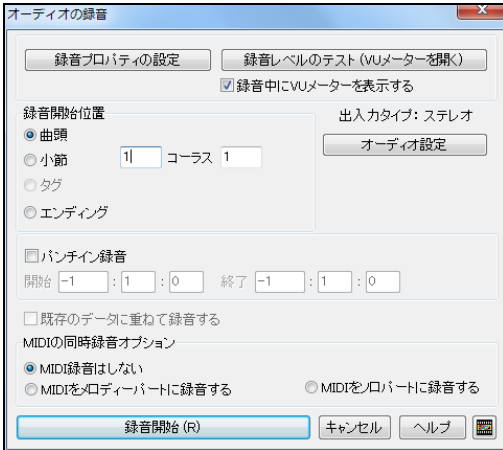 オーディオの録音
録音プロパティの設定 録音レベルのテスト(VUメーターを開く)
録音中にVUメーターを表示する
録音開始位置 出入力タイプ: ステレオ
曲頭 オーディオ設定
小節 1 コーラス 1
タグ
エンディング
パンチイン録音
開始 -1 : 1 : 0 終了 -1 : 1 : 0
既存のデータに重ねて録音する
MIDIの同時録音オプション
MIDI録音はしない
MIDIをメロディーパートに録音する MIDIをソロパートに録音する
録音開始(R) キャンセル ヘルプ